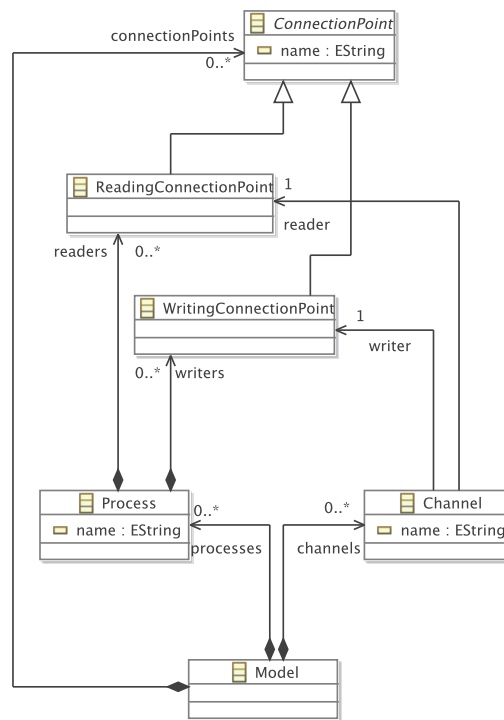 ConnectionPoint
connectionPoints
name : EString
0..*
ReadingConnectionPoint
1
reader
readers
0..*
WritingConnectionPoint
1
writer
0..*
writers
Process
Channel
0..*
0..*
name : EString
name : EString
processes
channels
Model